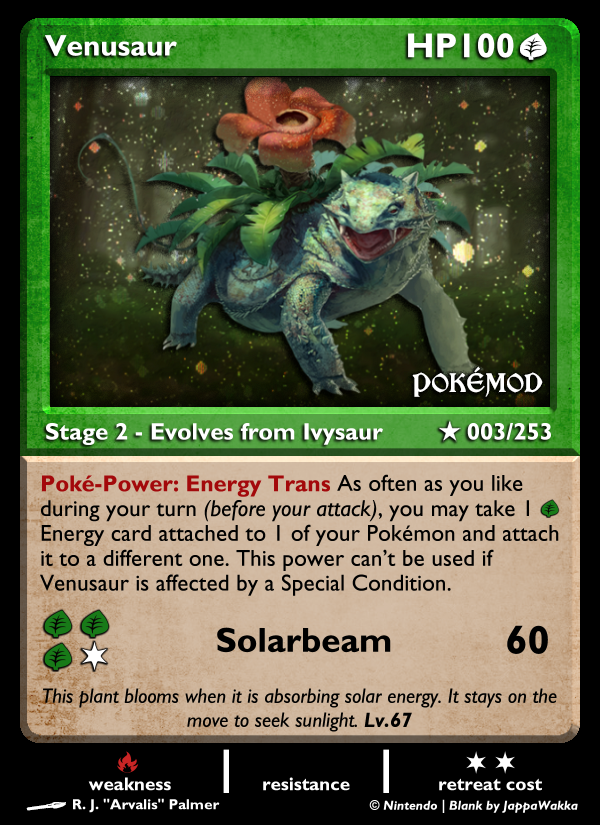 Venusaur HP100
POKÉMOD
Stage 2 - Evolves from Ivysaur ★ 003/253
Poké-Power: Energy Trans As often as you like
during your turn (before your attack), you may take 1
Energy card attached to 1 of your Pokémon and attach
it to a different one. This power can't be used if
Venusaur is affected by a Special Condition.
Solarbeam 60
This plant blooms when it is absorbing solar energy. It stays on the
move to seek sunlight. Lv.67
weakness resistance retreat cost
R. J. "Arvalis" Palmer © Nintendo | Blank by JappaWakka